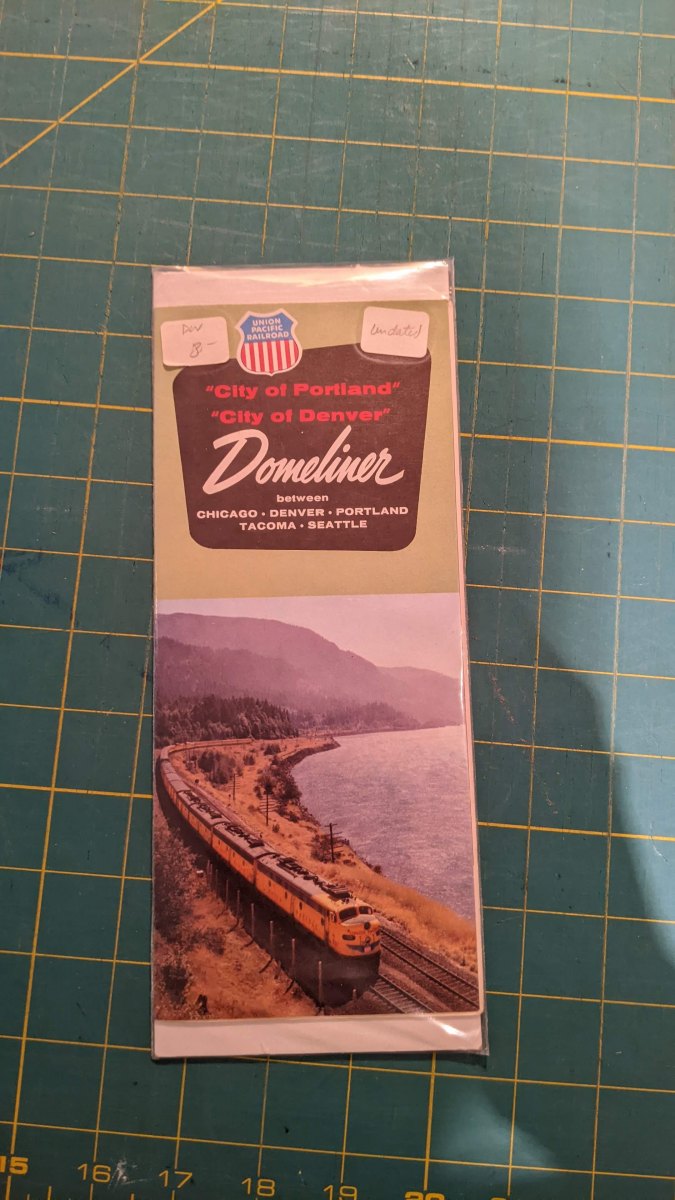 undated
UNION
PACIFIC
RAILROAD
"City of Portland"
"City of Denver"
Domeliner
between
CHICAGO • DENVER • PORTLAND
TACOMA • SEATTLE
15 16 17 18 19 20